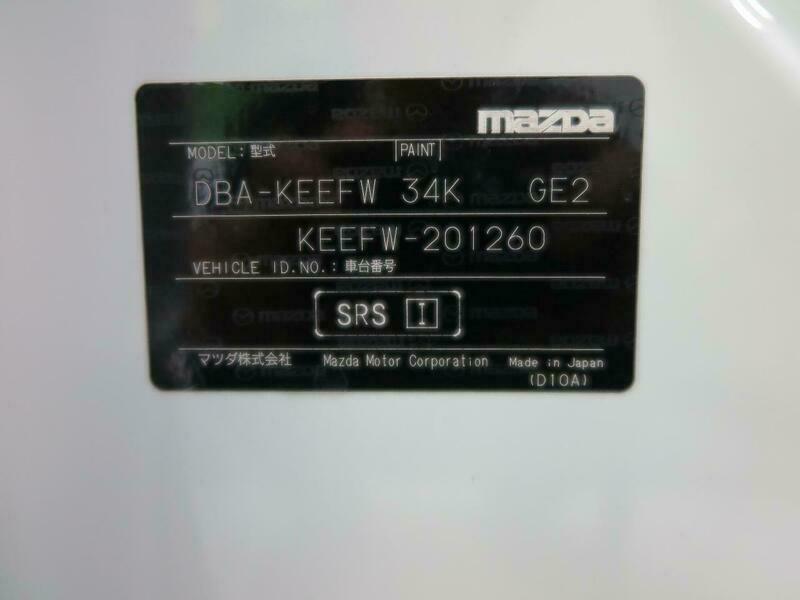 mazda
MODEL:型式 PAINT
DBA-KEEFW 34K GE2
KEEFW-201260
VEHICLE ID.NO.:車台番号
SRS I
マツダ株式会社 Mazda Motor Corporation Made in Japan
(D10A)